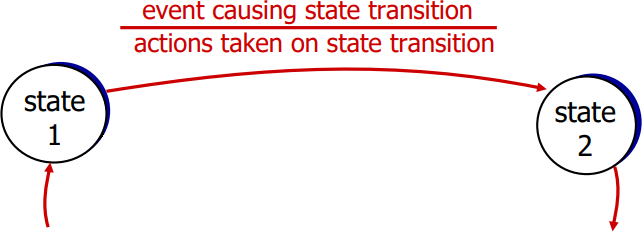 event causing state transition
actions taken on state transition
state
1
state
2